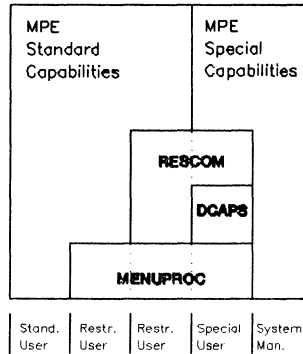 MPE
Standard
Capabilities
MPE
Special
Capabilities
RESCOM
DCAPS
MENUPROC
Stand. User
Restr. User
Restr. User
Special User
System Man.